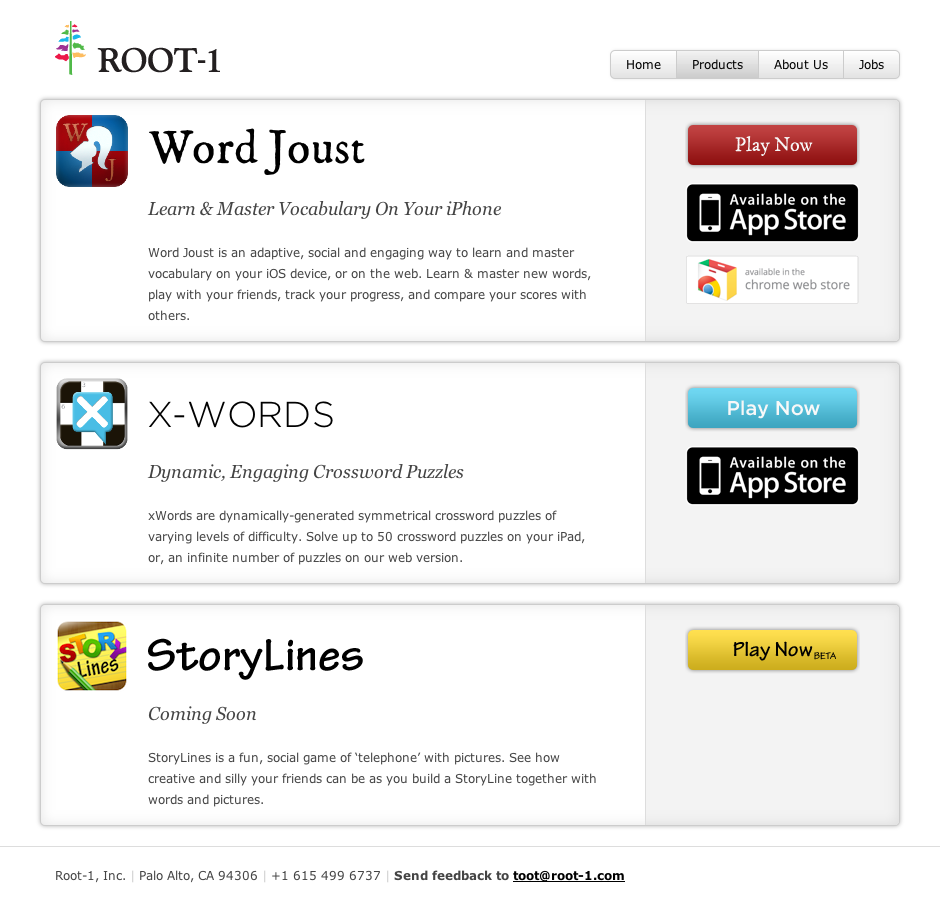 ROOT-1
Home Products About Us Jobs
W
J
Word Joust
Learn & Master Vocabulary On Your iPhone
Word Joust is an adaptive, social and engaging way to learn and master
vocabulary on your iOS device, or on the web. Learn & master new words,
play with your friends, track your progress, and compare your scores with
others.
Play Now
Available on the
App Store
available in the
chrome web store
X
X-WORDS
Dynamic, Engaging Crossword Puzzles
xWords are dynamically-generated symmetrical crossword puzzles of
varying levels of difficulty. Solve up to 50 crossword puzzles on your iPad,
or, an infinite number of puzzles on our web version.
Play Now
Available on the
App Store
STORY
Lines
StoryLines
Coming Soon
StoryLines is a fun, social game of ‘telephone’ with pictures. See how
creative and silly your friends can be as you build a StoryLine together with
words and pictures.
Play Now BETA
Root-1, Inc. | Palo Alto, CA 94306 | +1 615 499 6737 | Send feedback to toot@root-1.com